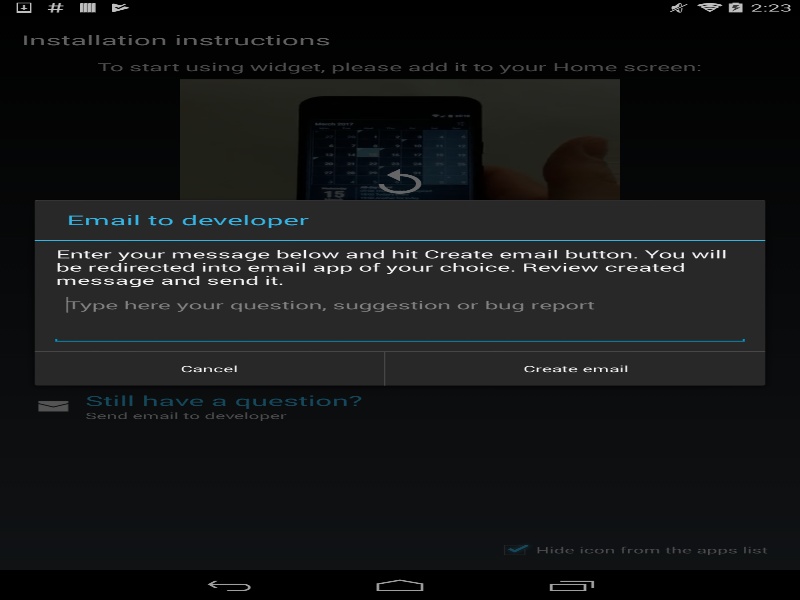 2:23
Installation instructions
To start using widget, please add it to your Home screen:
March 2017
15
Email to developer
Enter your message below and hit Create email button. You will
be redirected into email app of your choice. Review created
message and send it.
Type here your question, suggestion or bug report
Cancel
Create email
Still have a question?
Send email to developer
Hide icon from the apps list